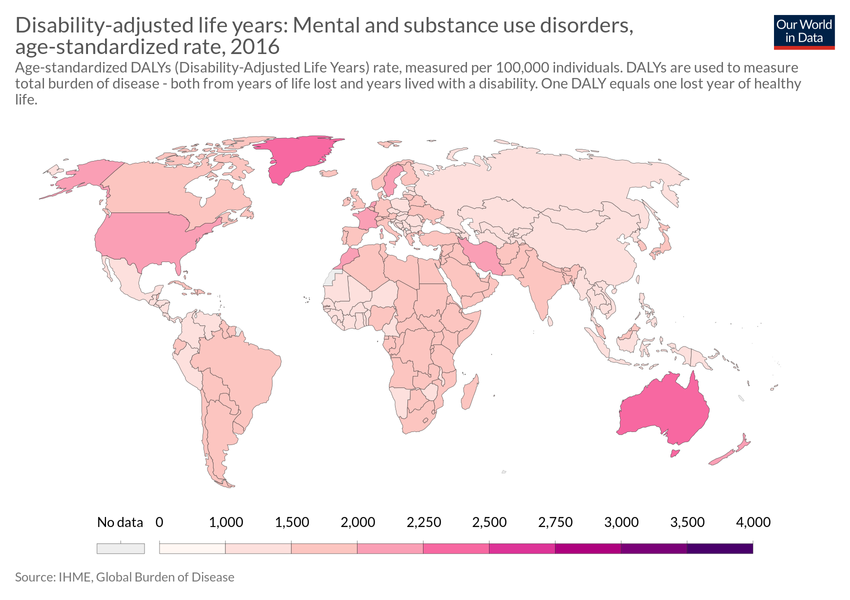 Disability-adjusted life years: Mental and substance use disorders,
age-standardized rate, 2016
Our World
in Data
Age-standardized DALYs (Disability-Adjusted Life Years) rate, measured per 100,000 individuals. DALYs are used to measure
total burden of disease - both from years of life lost and years lived with a disability. One DALY equals one lost year of healthy
life.
No data 0 1,000 1,500 2,000 2,250 2,500 2,750 3,000 3,500 4,000
Source: IHME, Global Burden of Disease